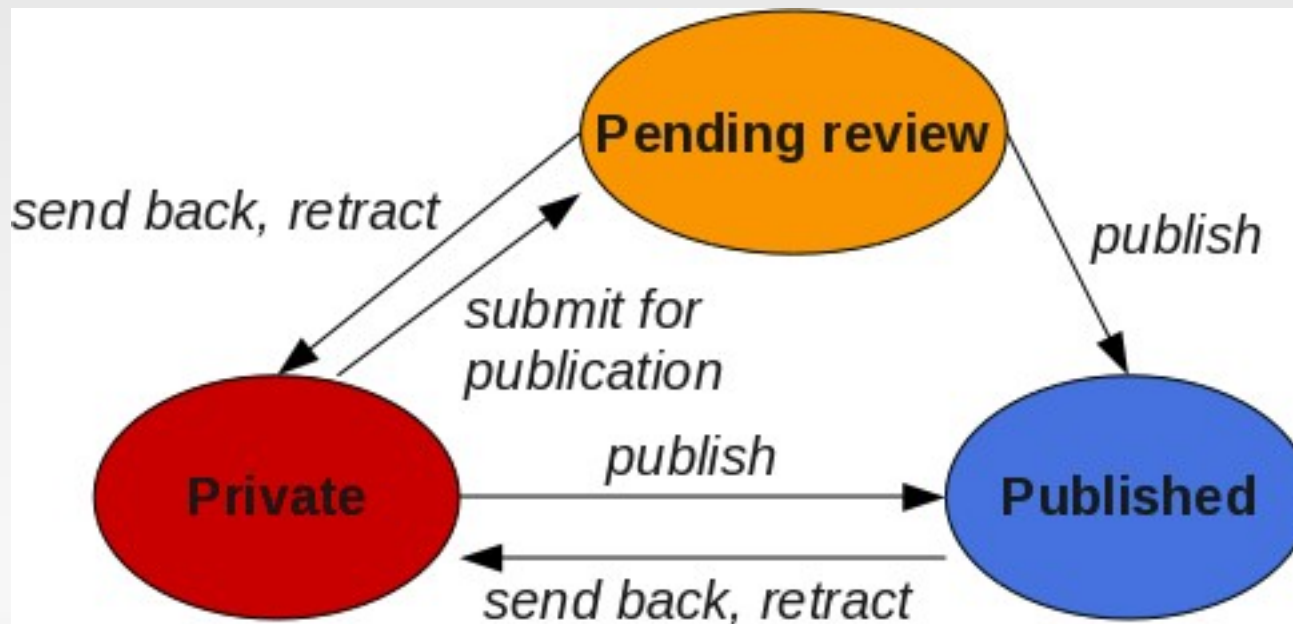 Pending review
send back, retract
publish
submit for
publication
publish
Private
Published
send back, retract